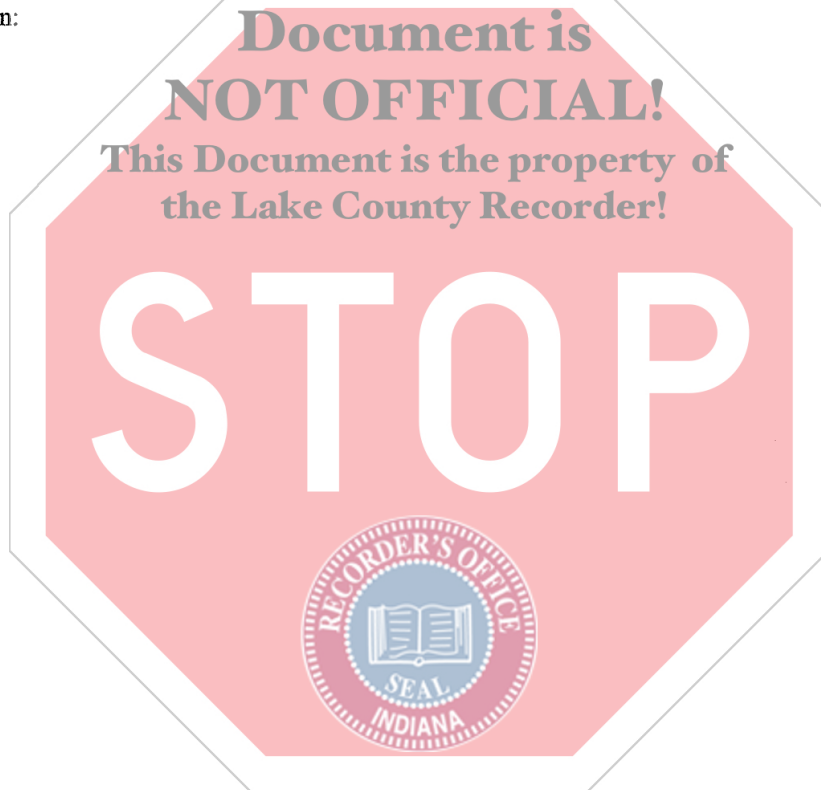 n:
Document is
NOT OFFICIAL!
This Document is the property of
the Lake County Recorder!
STOP
RECORDER'S OFFICE
SEAL
INDIANA